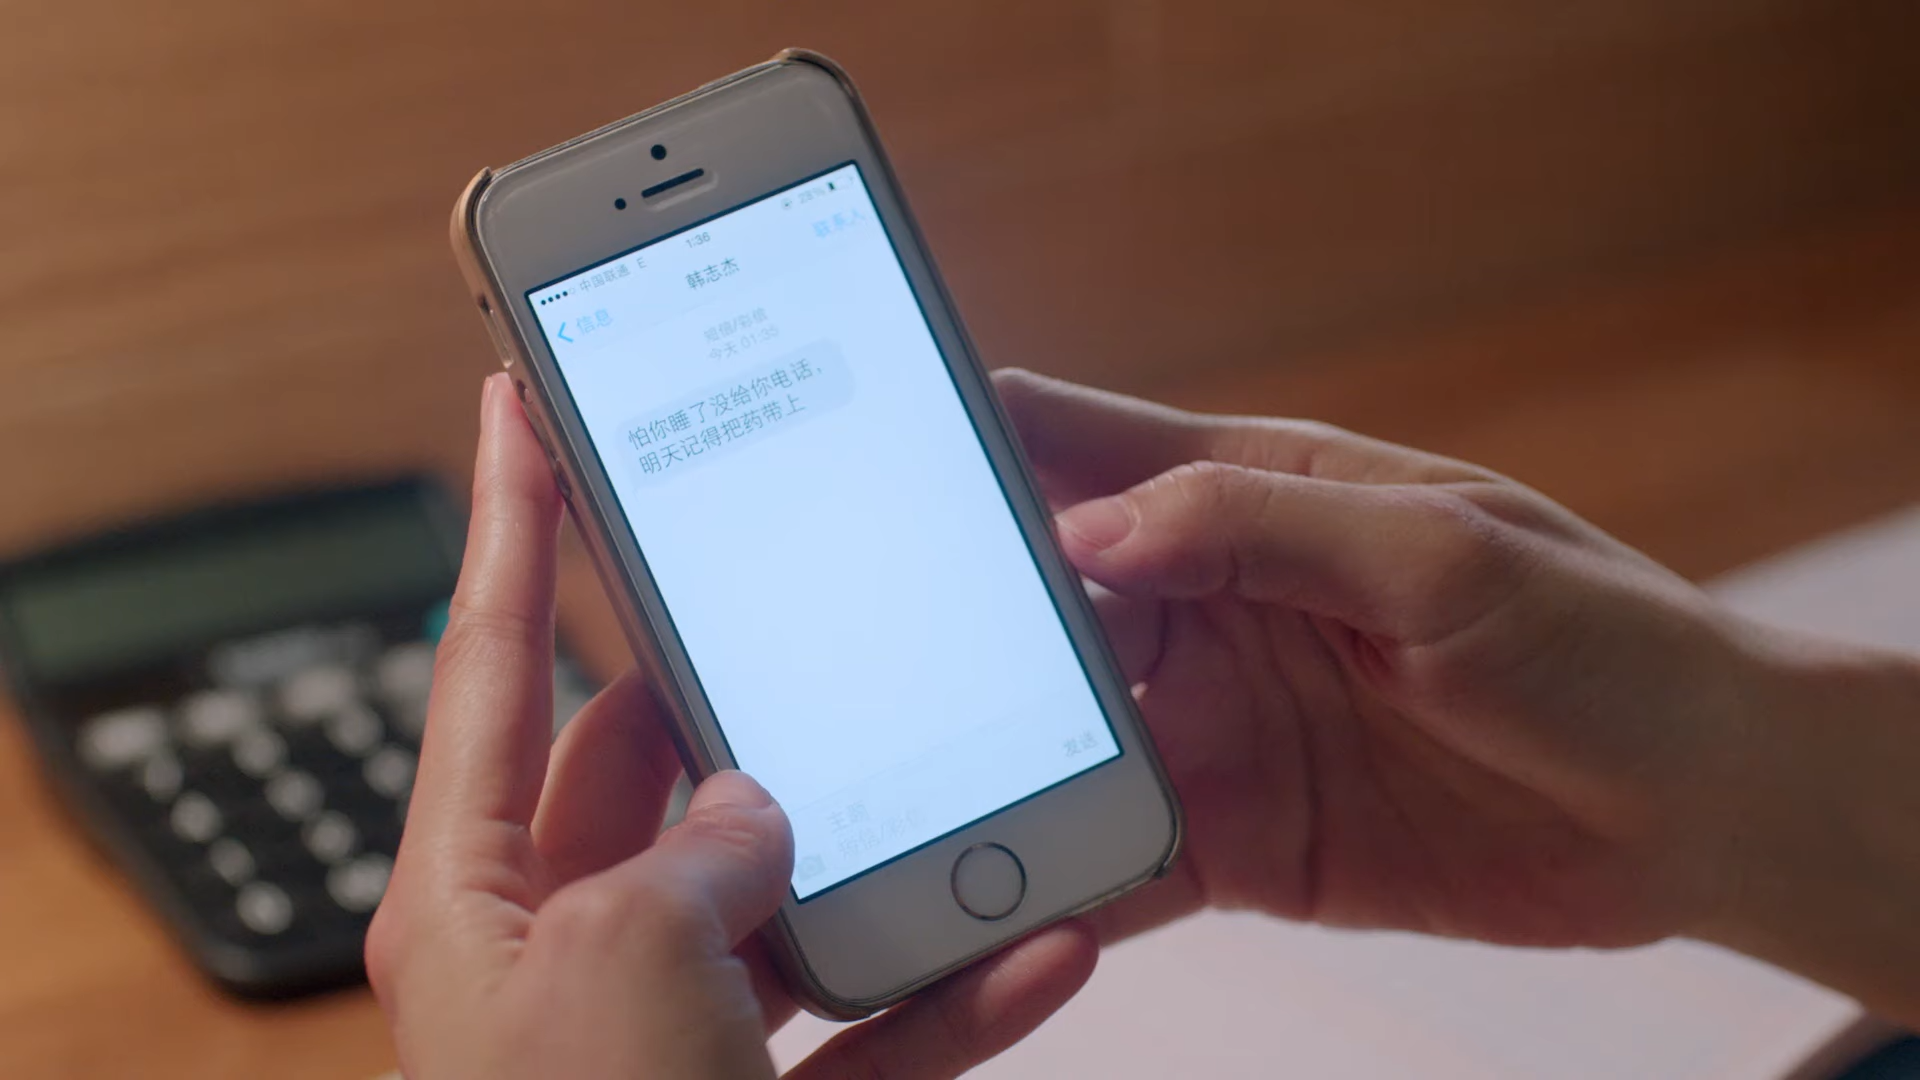 中国联通 E
1:36
28%
信息
韩志杰
联系人
短信/彩信
今天 01:35
怕你睡了没给你电话，
明天记得把药带上
主题
短信/彩信
发送